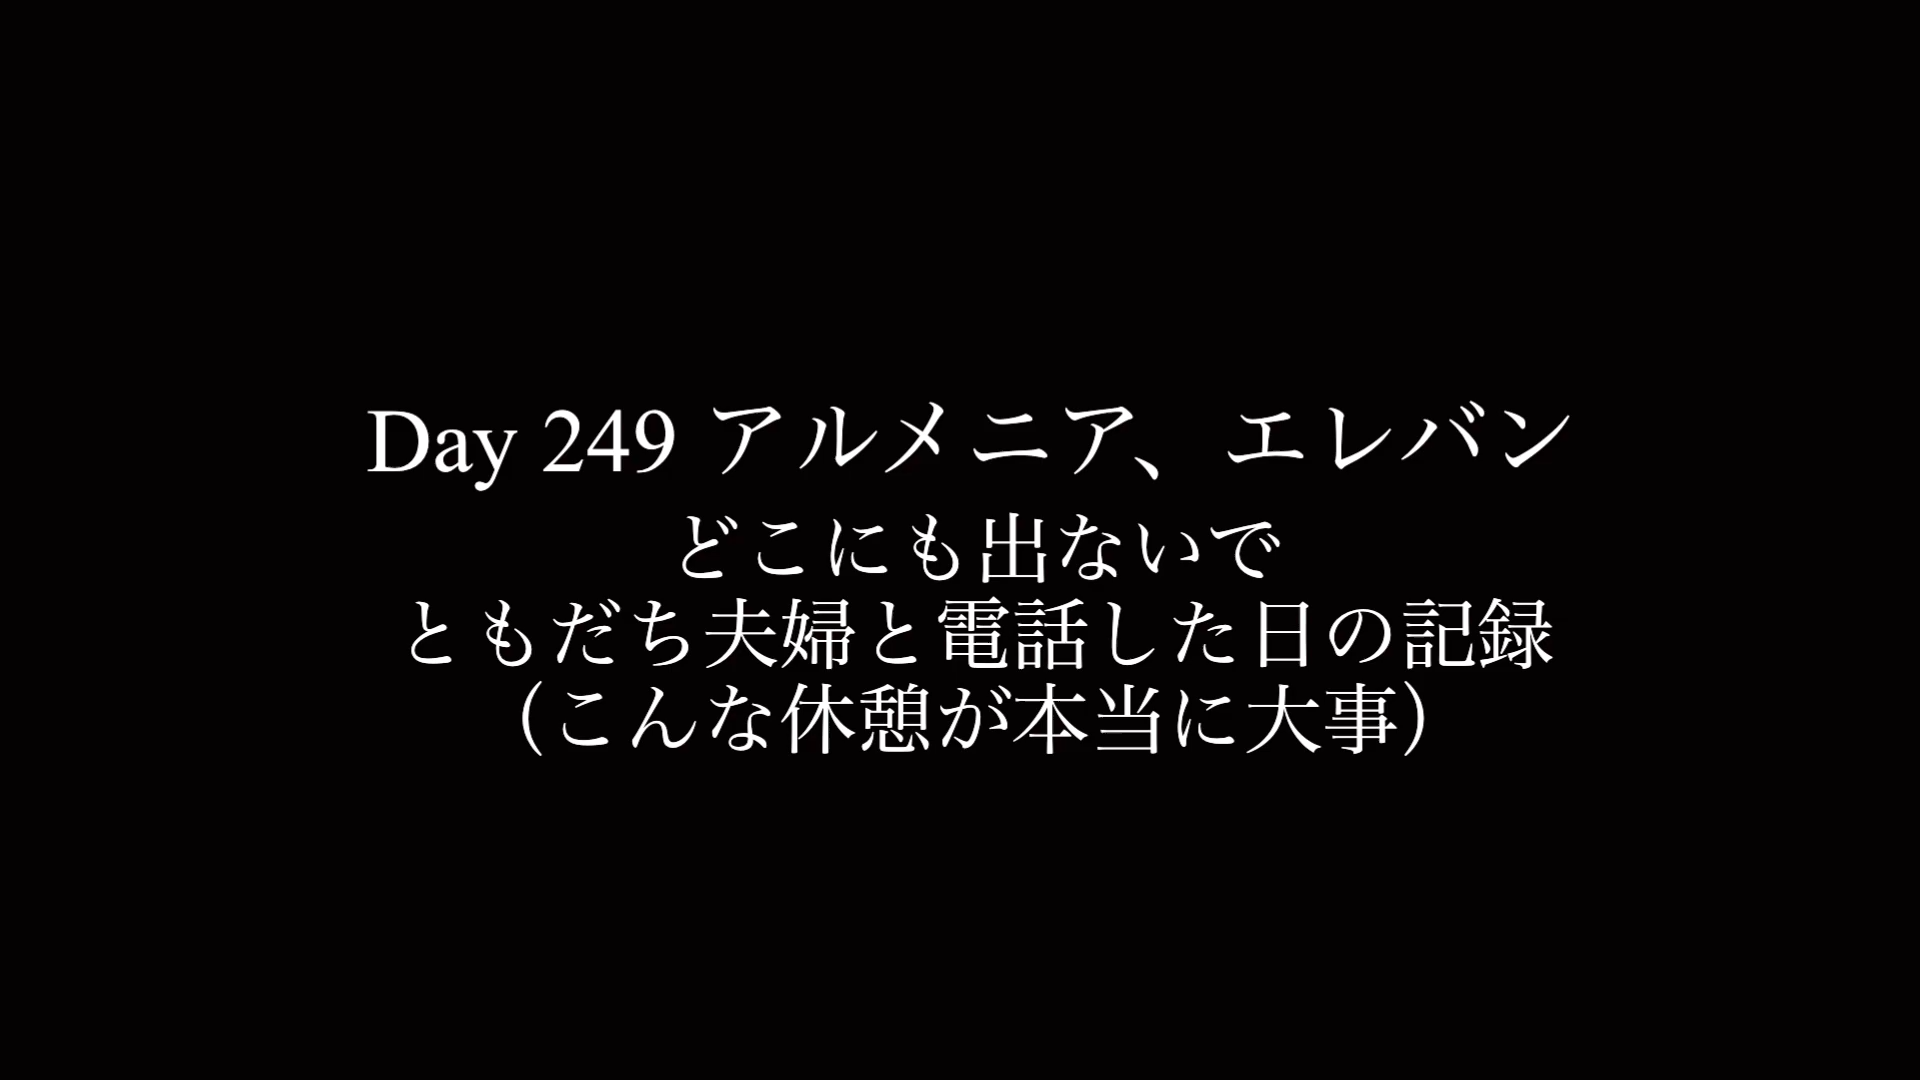 Day 249 アルメニア、エレバン
どこにも出ないで
ともだち夫婦と電話した日の記録
（こんな休憩が本当に大事）